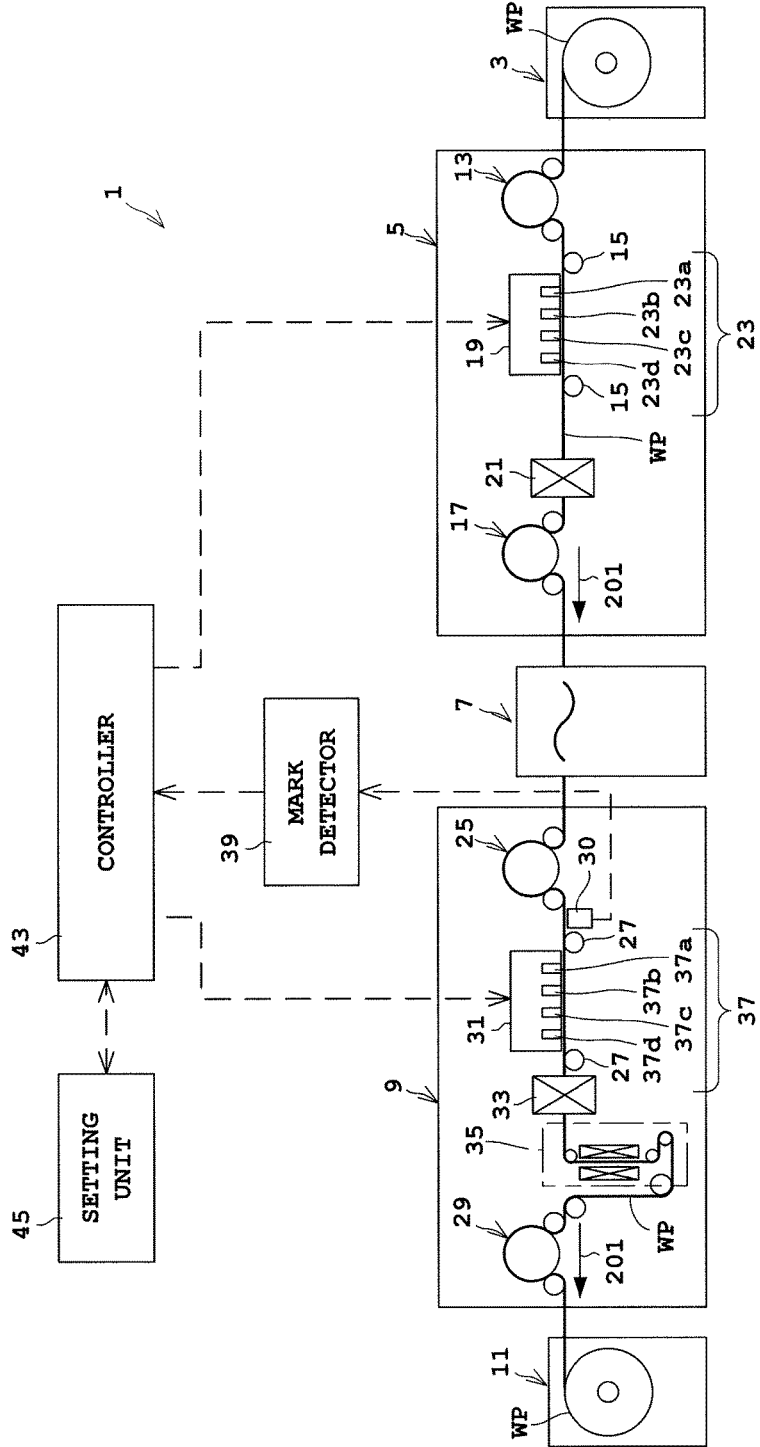 1
SETTING
UNIT
45
CONTROLLER
43
MARK
DETECTOR
39
11
WP
9
29
201
WP
35
33
31
27
37d
37c
37b
37a
37
27
30
25
7
5
17
201
21
WP
19
15
23d
23c
23b
23a
23
15
13
3
WP